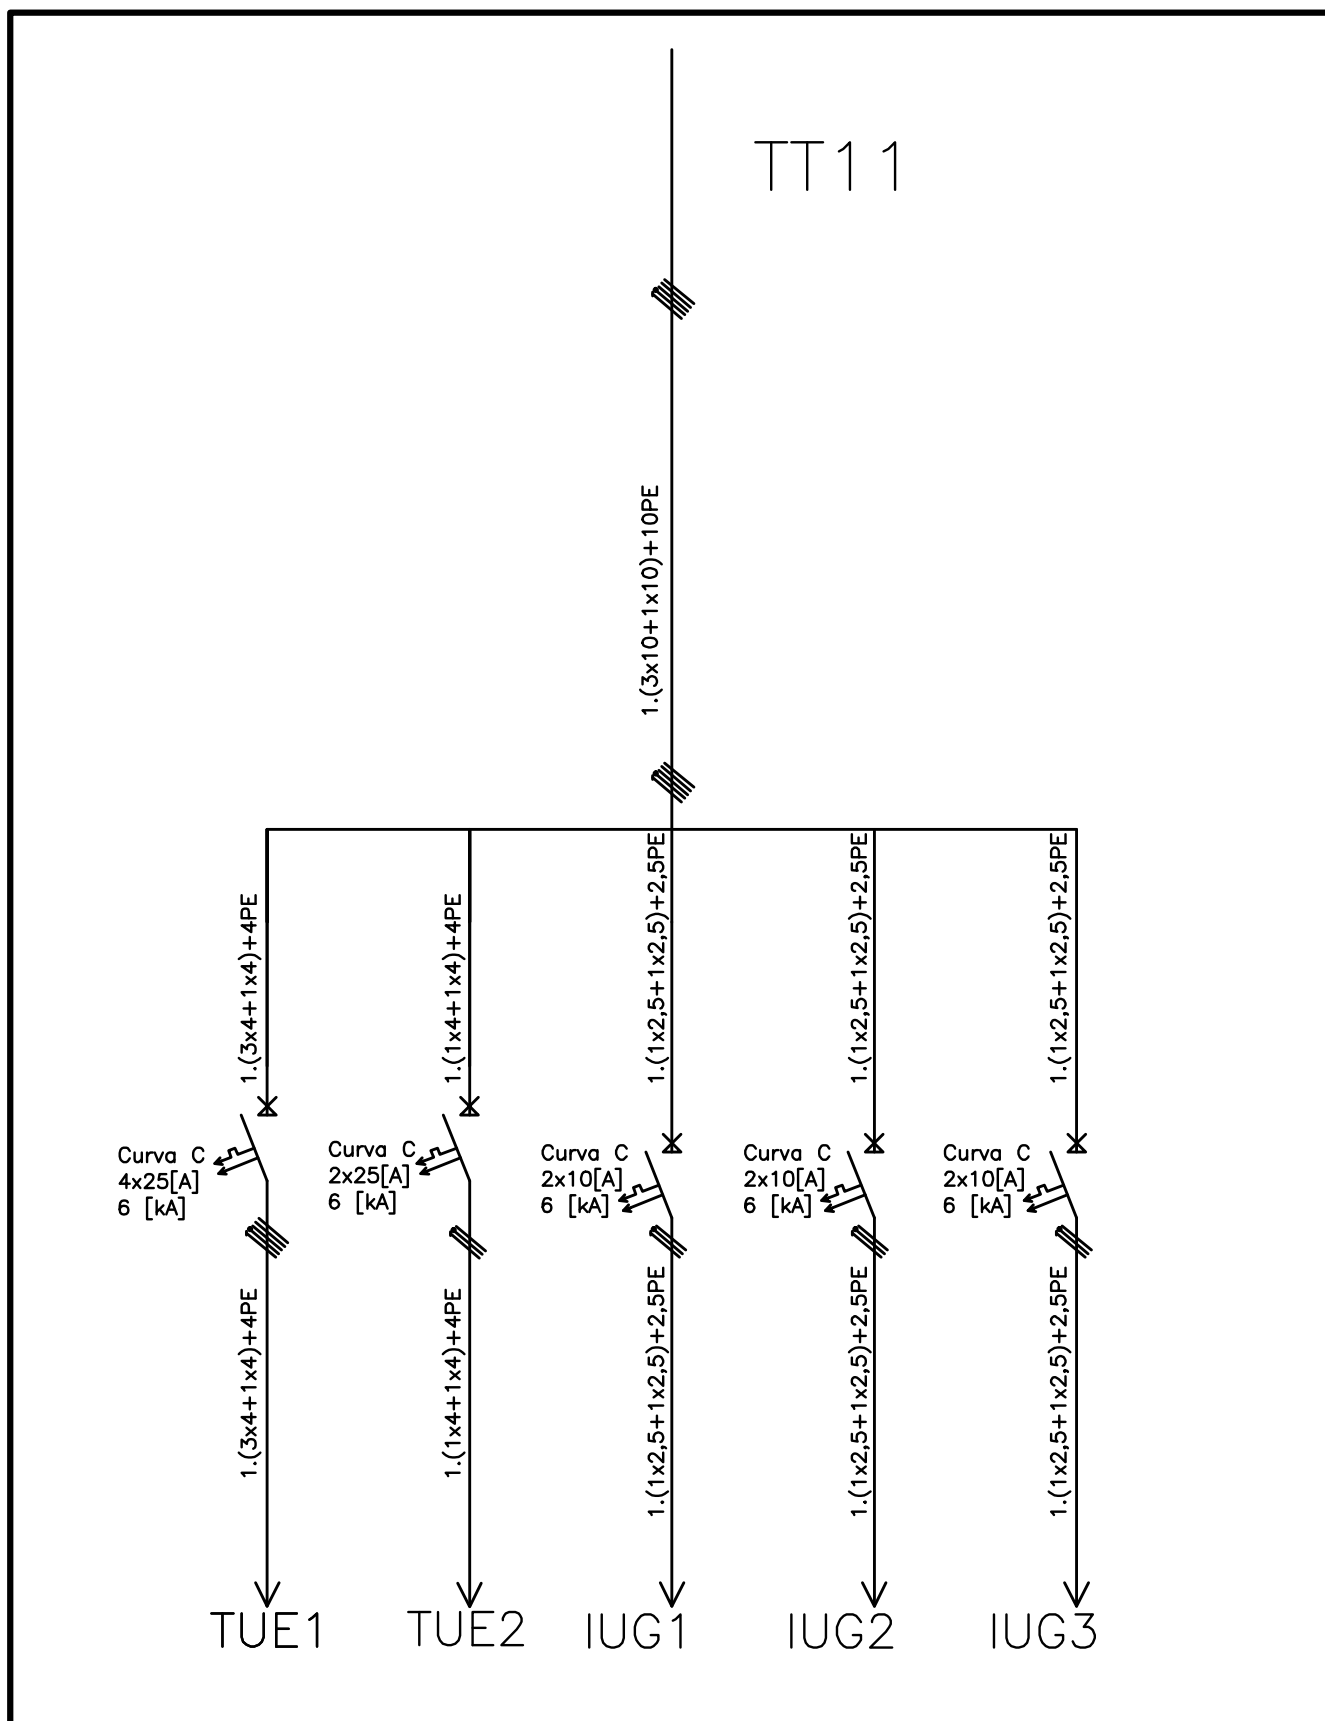 TT11
1.(3x10+1x10)+10PE
1.(3x4+1x4)+4PE
1.(1x4+1x4)+4PE
1.(1x2,5+1x2,5)+2,5PE
1.(1x2,5+1x2,5)+2,5PE
1.(1x2,5+1x2,5)+2,5PE
Curva C
4x25[A]
6 [kA]
Curva C
2x25[A]
6 [kA]
Curva C
2x10[A]
6 [kA]
Curva C
2x10[A]
6 [kA]
Curva C
2x10[A]
6 [kA]
1.(3x4+1x4)+4PE
1.(1x4+1x4)+4PE
1.(1x2,5+1x2,5)+2,5PE
1.(1x2,5+1x2,5)+2,5PE
1.(1x2,5+1x2,5)+2,5PE
TUE1
TUE2
IUG1
IUG2
IUG3